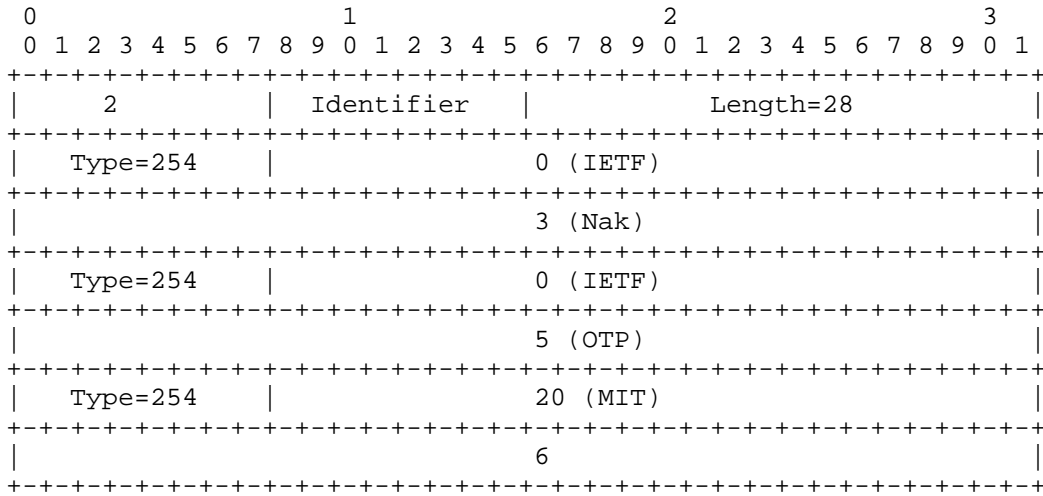 0                   1                   2                   3
 0 1 2 3 4 5 6 7 8 9 0 1 2 3 4 5 6 7 8 9 0 1 2 3 4 5 6 7 8 9 0 1
+-+-+-+-+-+-+-+-+-+-+-+-+-+-+-+-+-+-+-+-+-+-+-+-+-+-+-+-+-+-+-+-+
|     2         |  Identifier   |           Length=28           |
+-+-+-+-+-+-+-+-+-+-+-+-+-+-+-+-+-+-+-+-+-+-+-+-+-+-+-+-+-+-+-+-+
|   Type=254    |                0 (IETF)                       |
+-+-+-+-+-+-+-+-+-+-+-+-+-+-+-+-+-+-+-+-+-+-+-+-+-+-+-+-+-+-+-+-+
|                                3 (Nak)                        |
+-+-+-+-+-+-+-+-+-+-+-+-+-+-+-+-+-+-+-+-+-+-+-+-+-+-+-+-+-+-+-+-+
|   Type=254    |                0 (IETF)                       |
+-+-+-+-+-+-+-+-+-+-+-+-+-+-+-+-+-+-+-+-+-+-+-+-+-+-+-+-+-+-+-+-+
|                                5 (OTP)                        |
+-+-+-+-+-+-+-+-+-+-+-+-+-+-+-+-+-+-+-+-+-+-+-+-+-+-+-+-+-+-+-+-+
|   Type=254    |                20 (MIT)                       |
+-+-+-+-+-+-+-+-+-+-+-+-+-+-+-+-+-+-+-+-+-+-+-+-+-+-+-+-+-+-+-+-+
|                                6                              |
+-+-+-+-+-+-+-+-+-+-+-+-+-+-+-+-+-+-+-+-+-+-+-+-+-+-+-+-+-+-+-+-+